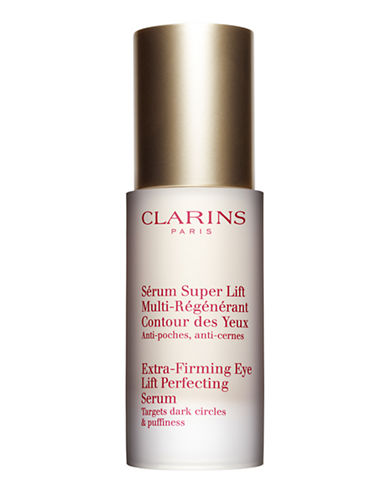 CLARINS
PARIS
Sérum Super Lift
Multi-Régénérant
Contour des Yeux
Anti-poches, anti-cernes
Extra-Firming Eye
Lift Perfecting
Serum
Targets dark circles
& puffiness